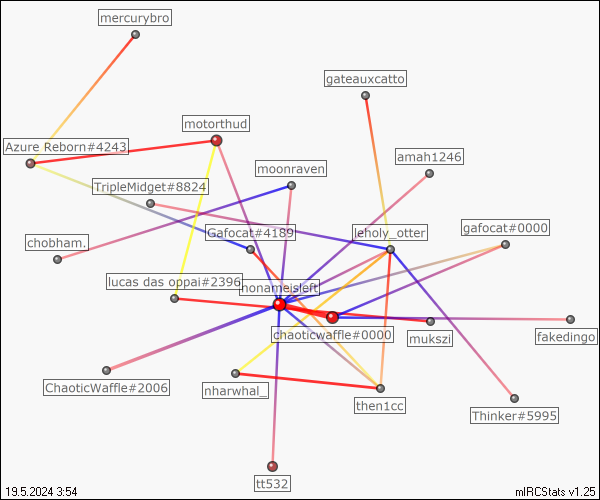 mercurybro
gateauxcatto
motorthud
Azure Reborn#4243
amah1246
moonraven
TripleMidget#8824
gafocat#0000
Gafocat#4189
leholy_otter
chobham.
lucas das oppai#2396
nonameisleft
chaoticwaffle#0000
mukszi
fakedingo
ChaoticWaffle#2006
nharwhal_
then1cc
Thinker#5995
tt532
19.5.2024 3:54
mIRCStats v1.25